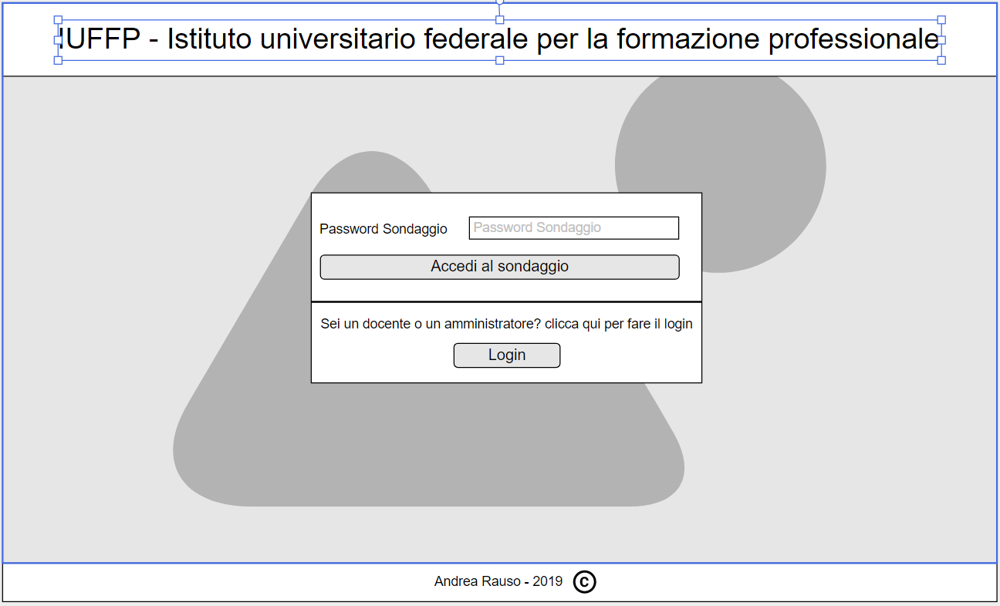 IUFFP - Istituto universitario federale per la formazione professionale
Password Sondaggio Password Sondaggio
Accedi al sondaggio
Sei un docente o un amministratore? clicca qui per fare il login
Login
Andrea Rauso - 2019 ©